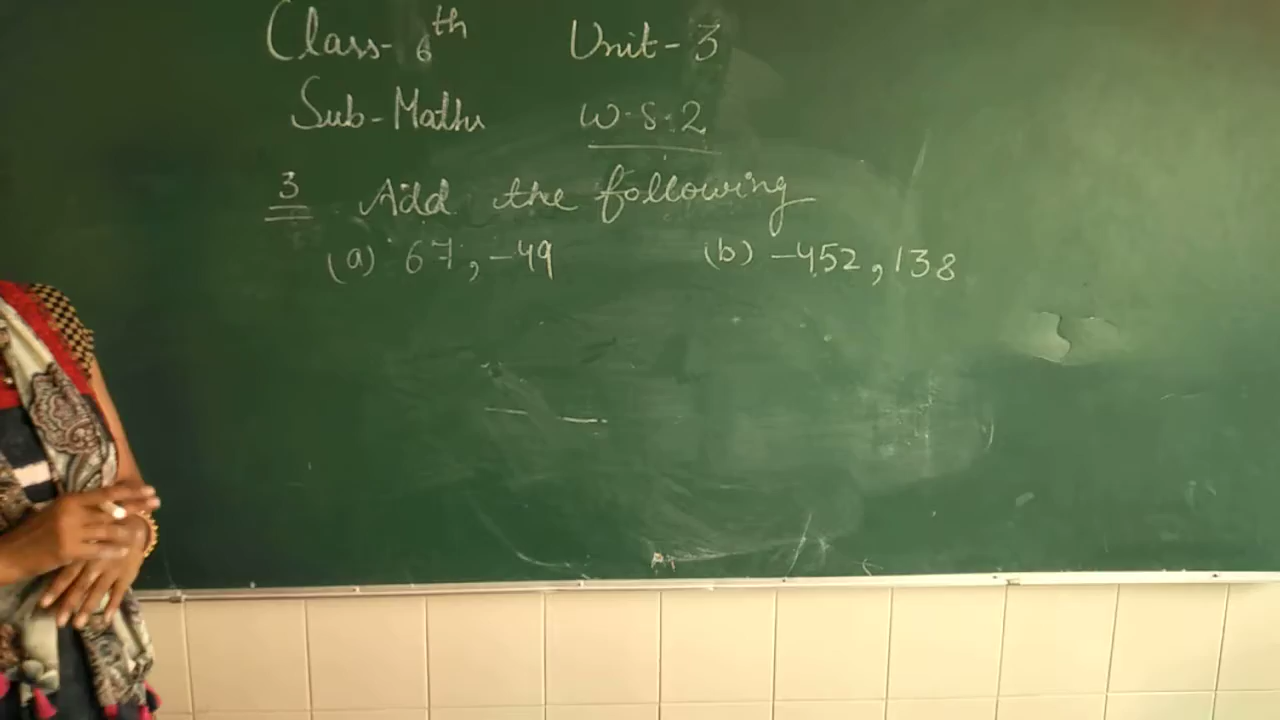 Class-6th Unit-3
Sub-Maths W.S.2
3 Add the following
(a) 67, -49 (b) -452, 138